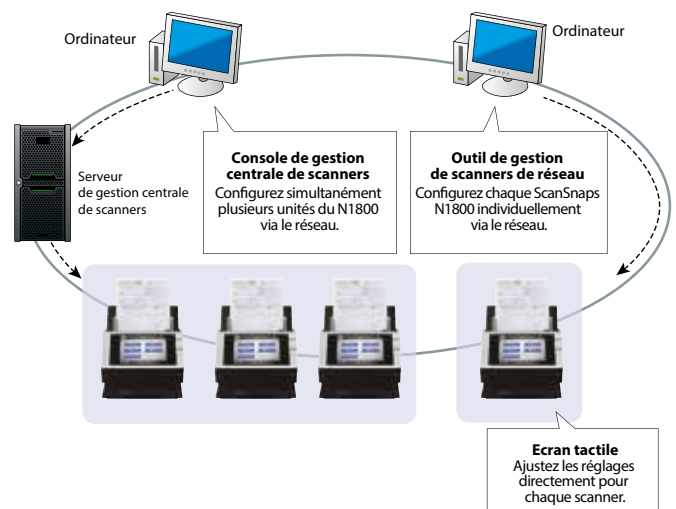 Ordinateur
Ordinateur
Serveur
de gestion centrale
de scanners
Console de gestion
centrale de scanners
Configurez simultanément
plusieurs unités du N1800
via le réseau.
Outil de gestion
de scanners de réseau
Configurez chaque ScanSnaps
N1800 individuellement
via le réseau.
Ecran tactile
Ajustez les réglages
directement pour
chaque scanner.